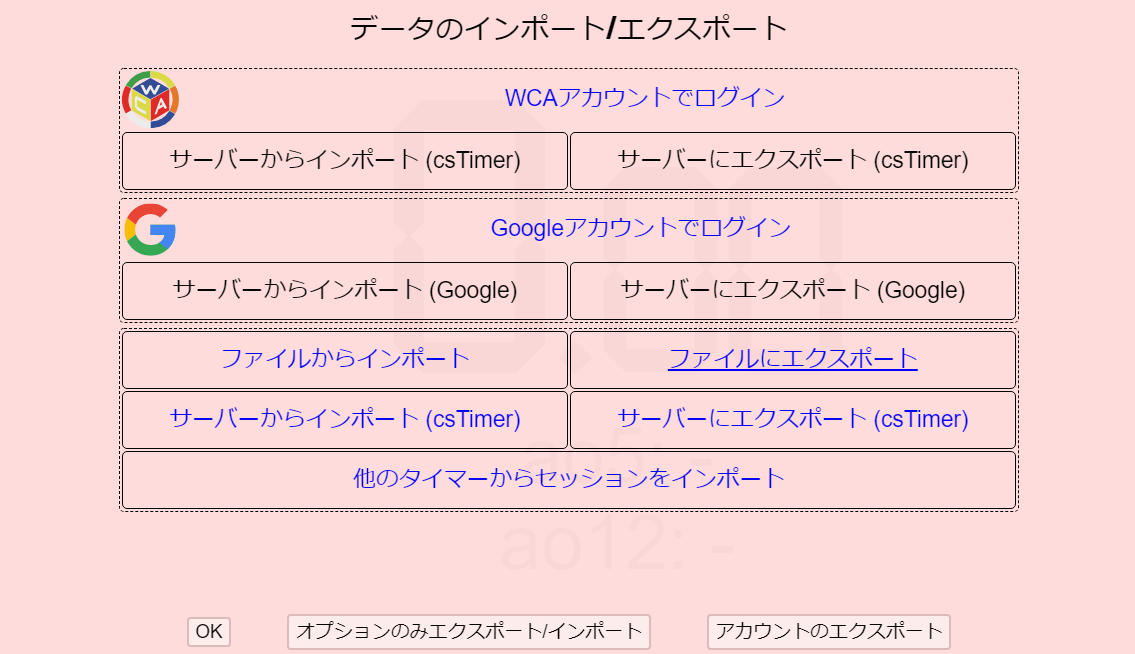 データのインポート/エクスポート
WCA
WCAアカウントでログイン
サーバーからインポート (csTimer)
サーバーにエクスポート (csTimer)
Googleアカウントでログイン
サーバーからインポート (Google)
サーバーにエクスポート (Google)
ファイルからインポート
ファイルにエクスポート
サーバーからインポート (csTimer)
サーバーにエクスポート (csTimer)
ao5: -
他のタイマーからセッションをインポート
ao12: -
OK
オプションのみエクスポート/インポート
アカウントのエクスポート